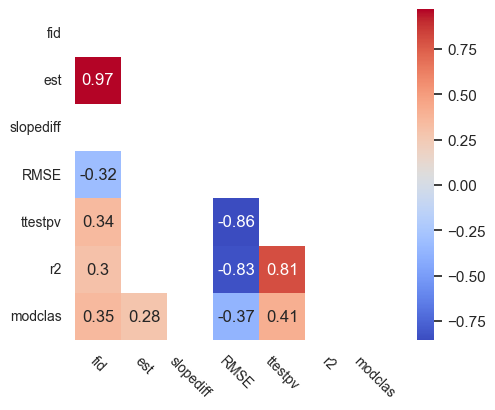 fid
est 0.97
slopediff
RMSE -0.32
ttestpv 0.34 -0.86
r2 0.3 -0.83 0.81
modclas 0.35 0.28 -0.37 0.41
fid est slopediff RMSE ttestpv r2 modclas
0.75
0.50
0.25
0.00
-0.25
-0.50
-0.75